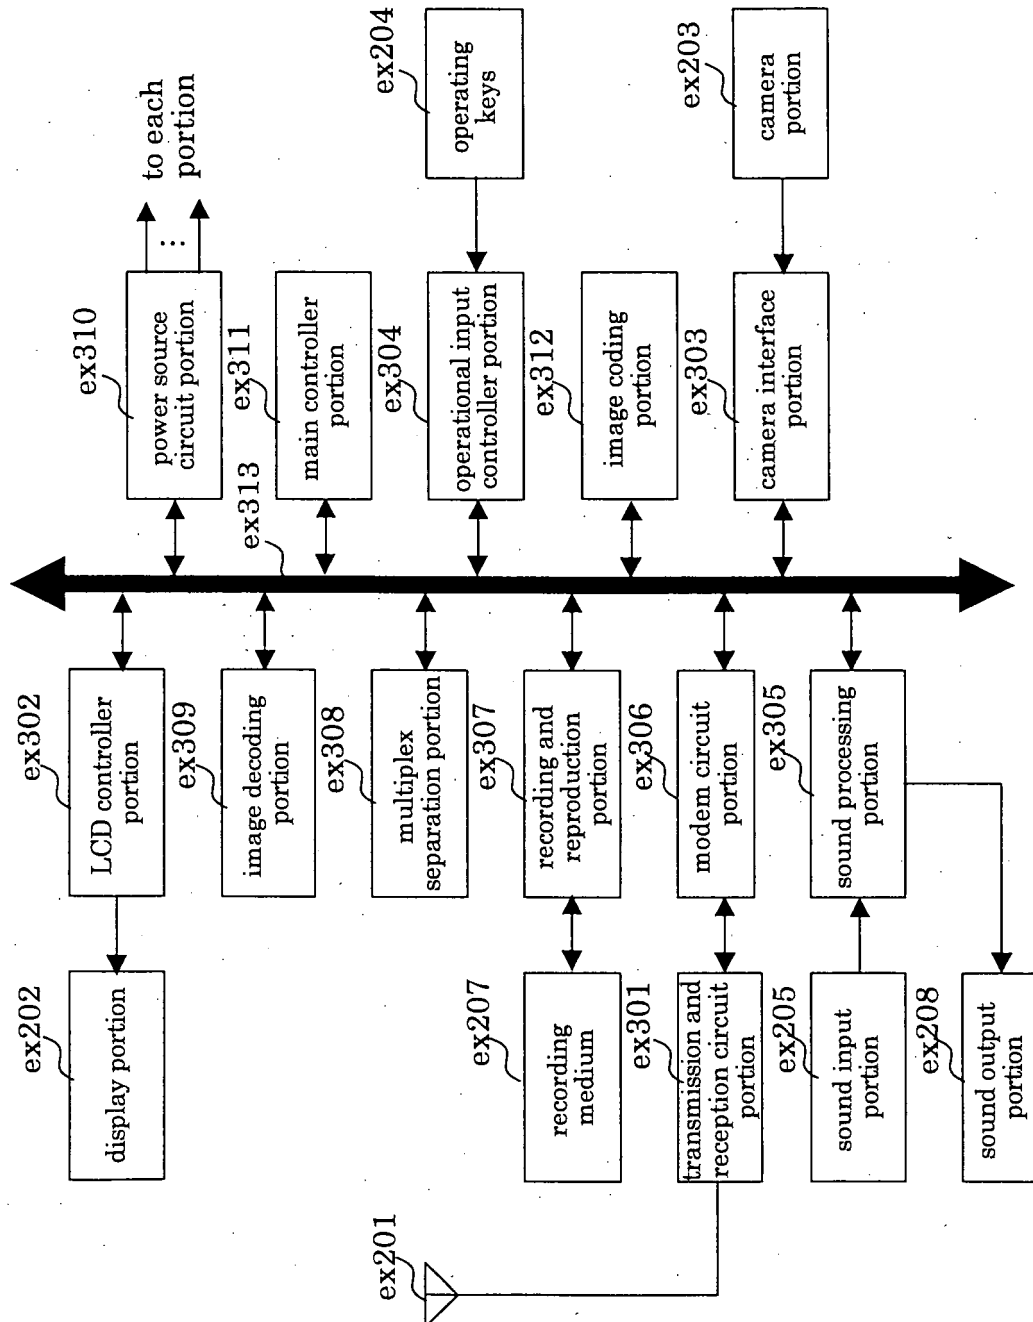 ex204
operating
keys
ex203
camera
portion
to each
portion
...
ex310
power source
circuit portion
ex311
main controller
portion
ex304
operational input
controller portion
ex312
image coding
portion
ex303
camera interface
portion
ex313
ex302
LCD controller
portion
ex309
image decoding
portion
ex308
multiplex
separation portion
ex307
recording and
reproduction
portion
ex306
modem circuit
portion
ex305
sound processing
portion
ex202
display portion
ex207
recording
medium
ex301
transmission and
reception circuit
portion
ex205
sound input
portion
ex208
sound output
portion
ex201